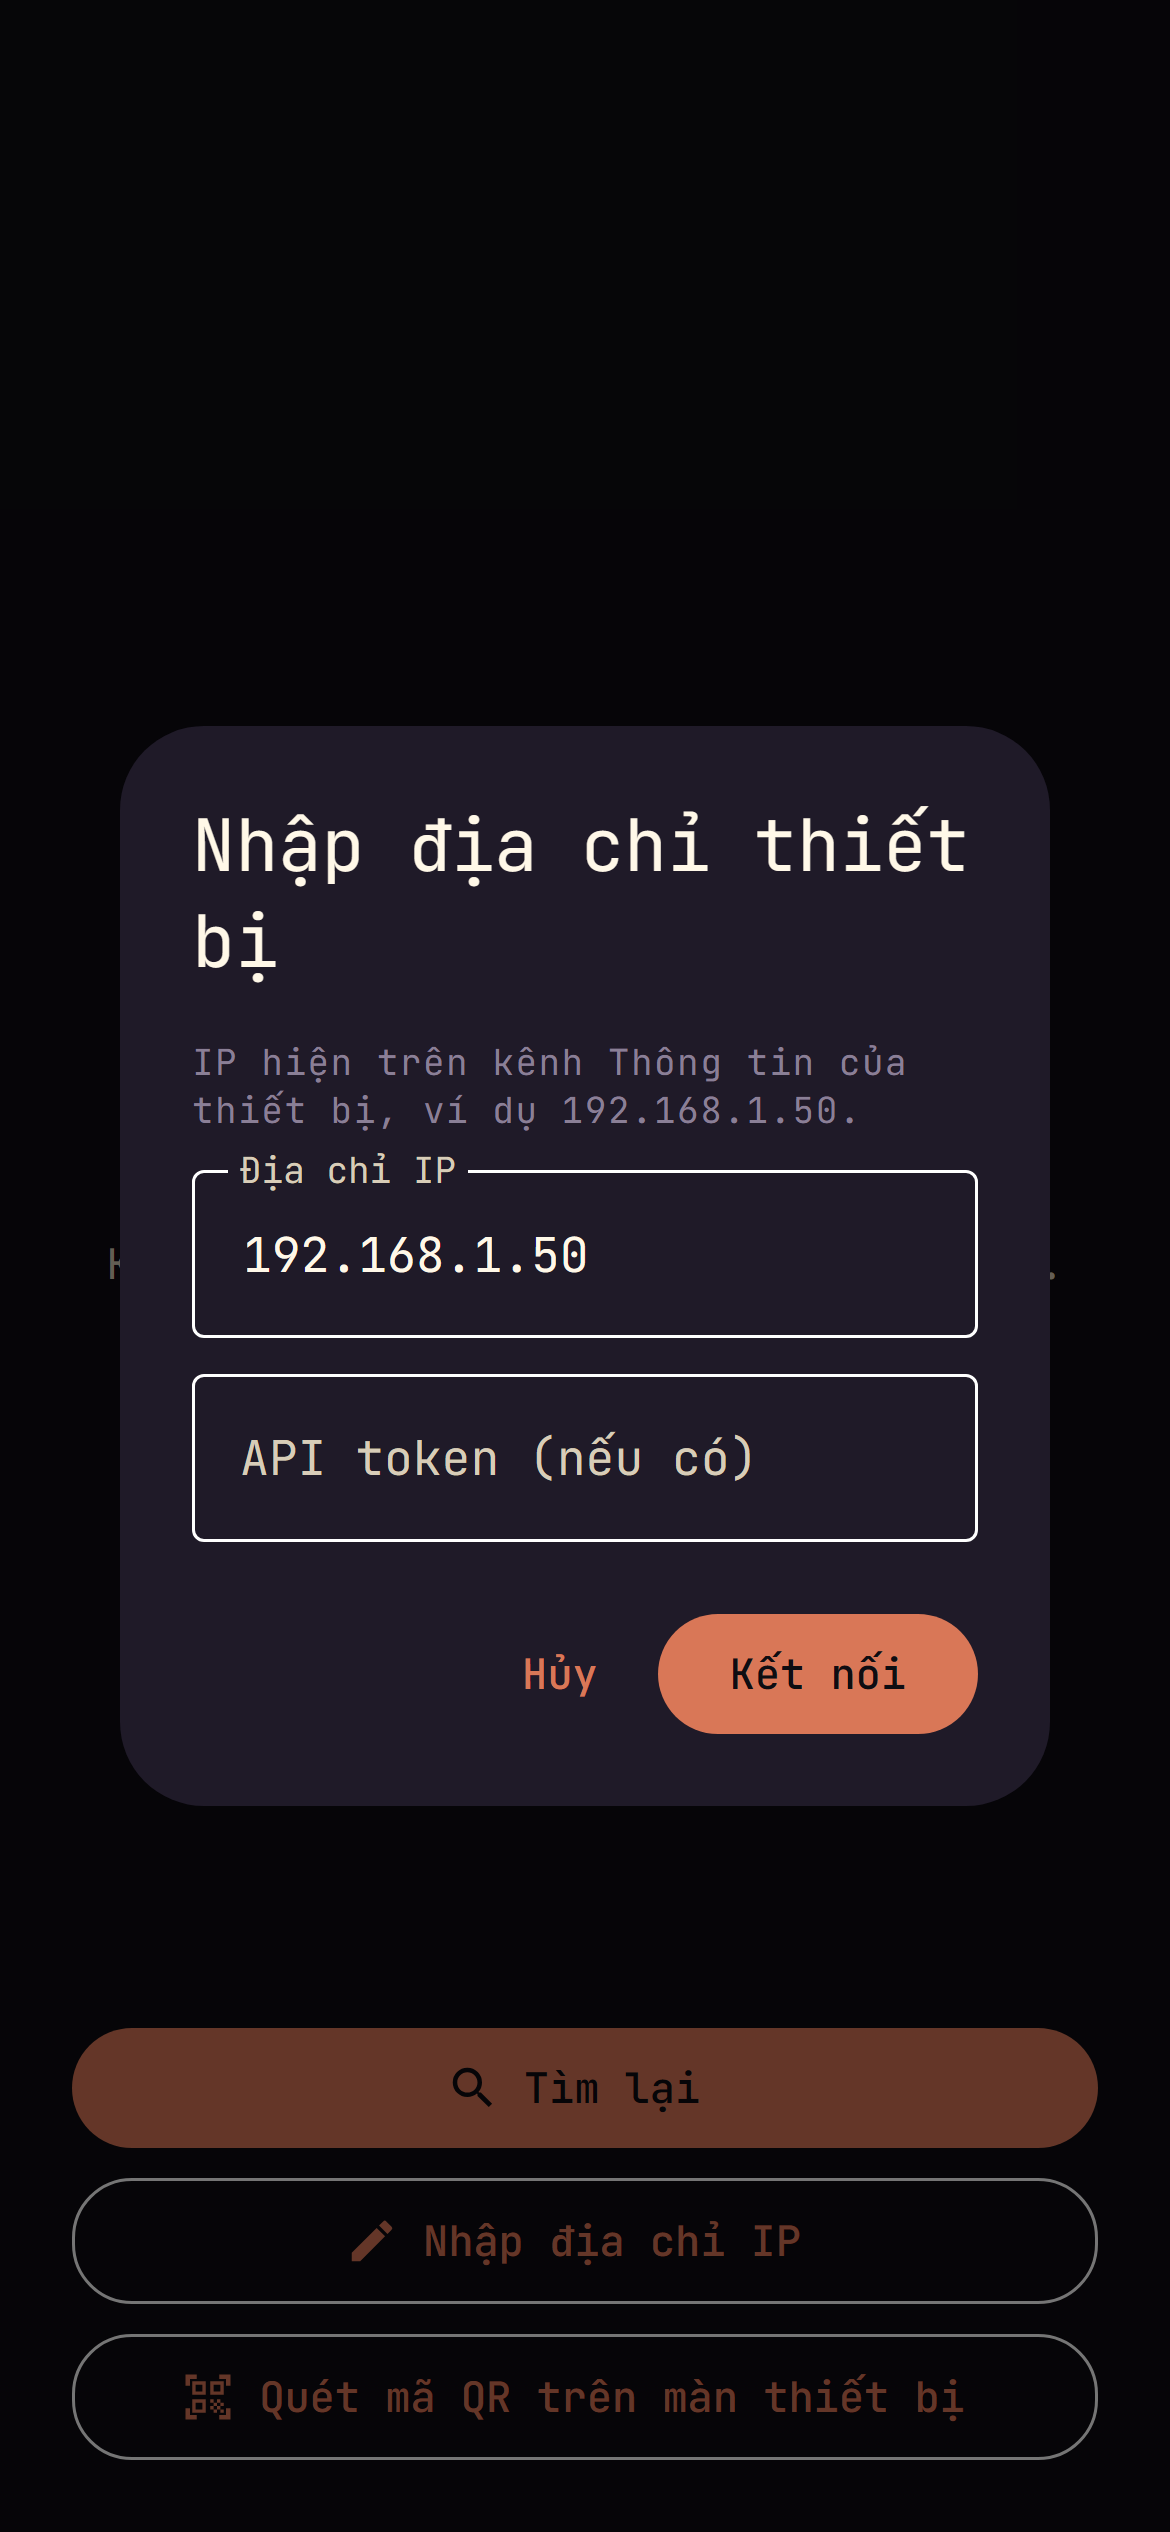 Nhập địa chỉ thiết
bị
IP hiện trên kênh Thông tin của
thiết bị, ví dụ 192.168.1.50.
Địa chỉ IP
192.168.1.50
API token (nếu có)
Hủy
Kết nối
Tìm lại
Nhập địa chỉ IP
Quét mã QR trên màn thiết bị